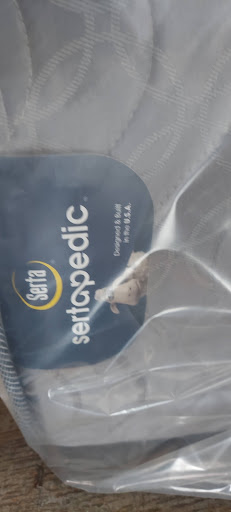 Serta
sertapedic
Designed & Built
in the U.S.A.